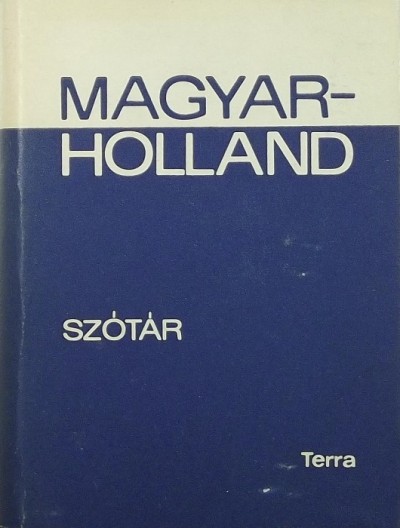 MAGYAR-
HOLLAND
SZÓTÁR
Terra